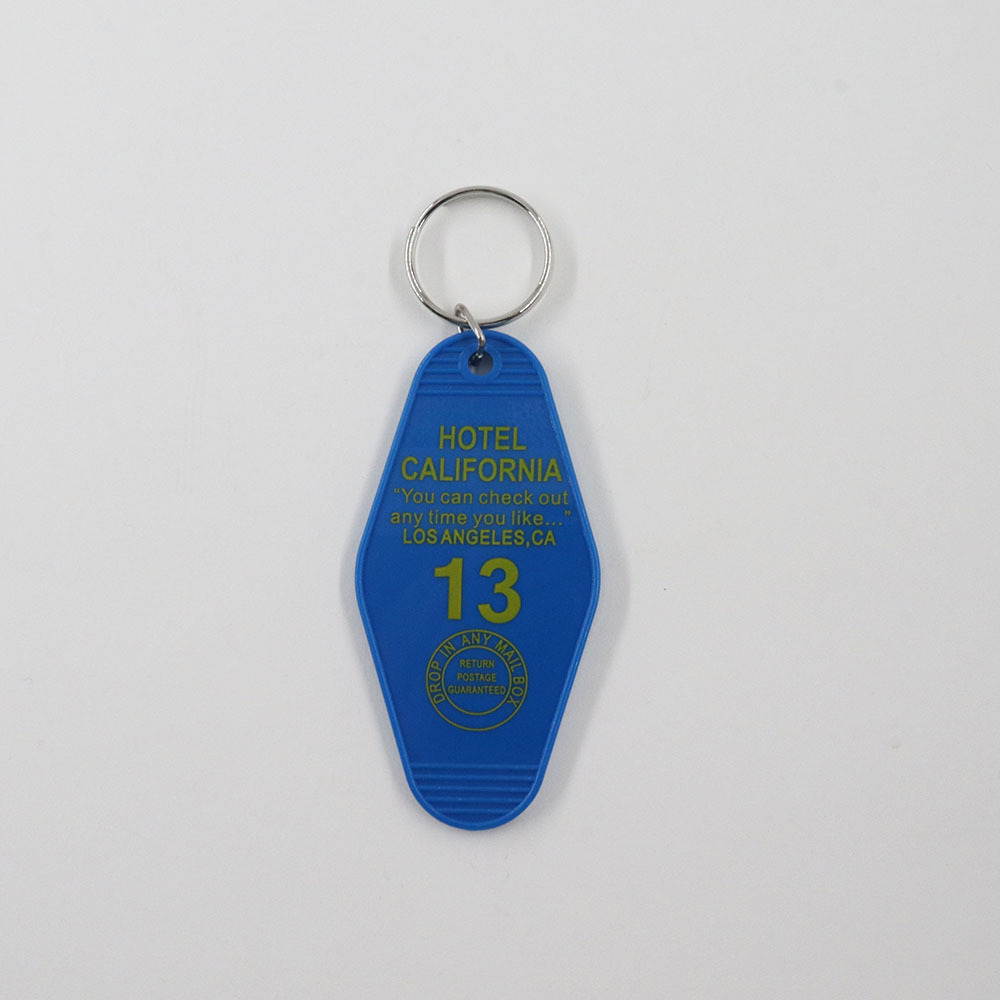 HOTEL
CALIFORNIA
"You can check out
any time you like..."
LOS ANGELES, CA
13
DROP IN ANY MAIL BOX
RETURN
POSTAGE
GUARANTEED